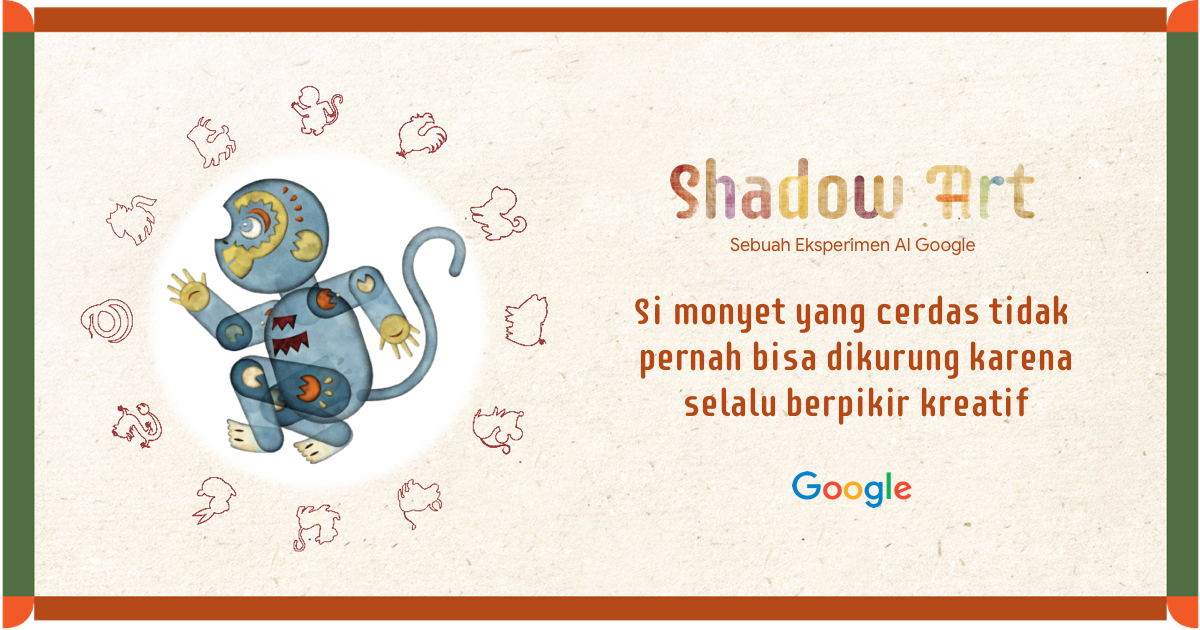 Shadow Art
Sebuah Eksperimen AI Google
Si monyet yang cerdas tidak
pernah bisa dikurung karena
selalu berpikir kreatif
Google